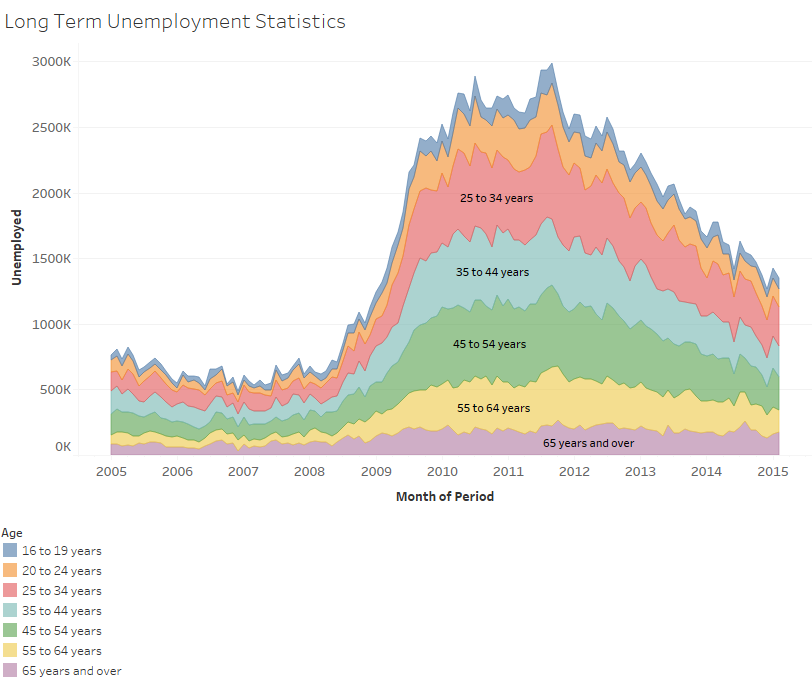 Long Term Unemployment Statistics
3000K
2500K
2000K
1500K
1000K
500K
0K
Unemployed
25 to 34 years
35 to 44 years
45 to 54 years
55 to 64 years
65 years and over
2005 2006 2007 2008 2009 2010 2011 2012 2013 2014 2015
Month of Period
Age
16 to 19 years
20 to 24 years
25 to 34 years
35 to 44 years
45 to 54 years
55 to 64 years
65 years and over